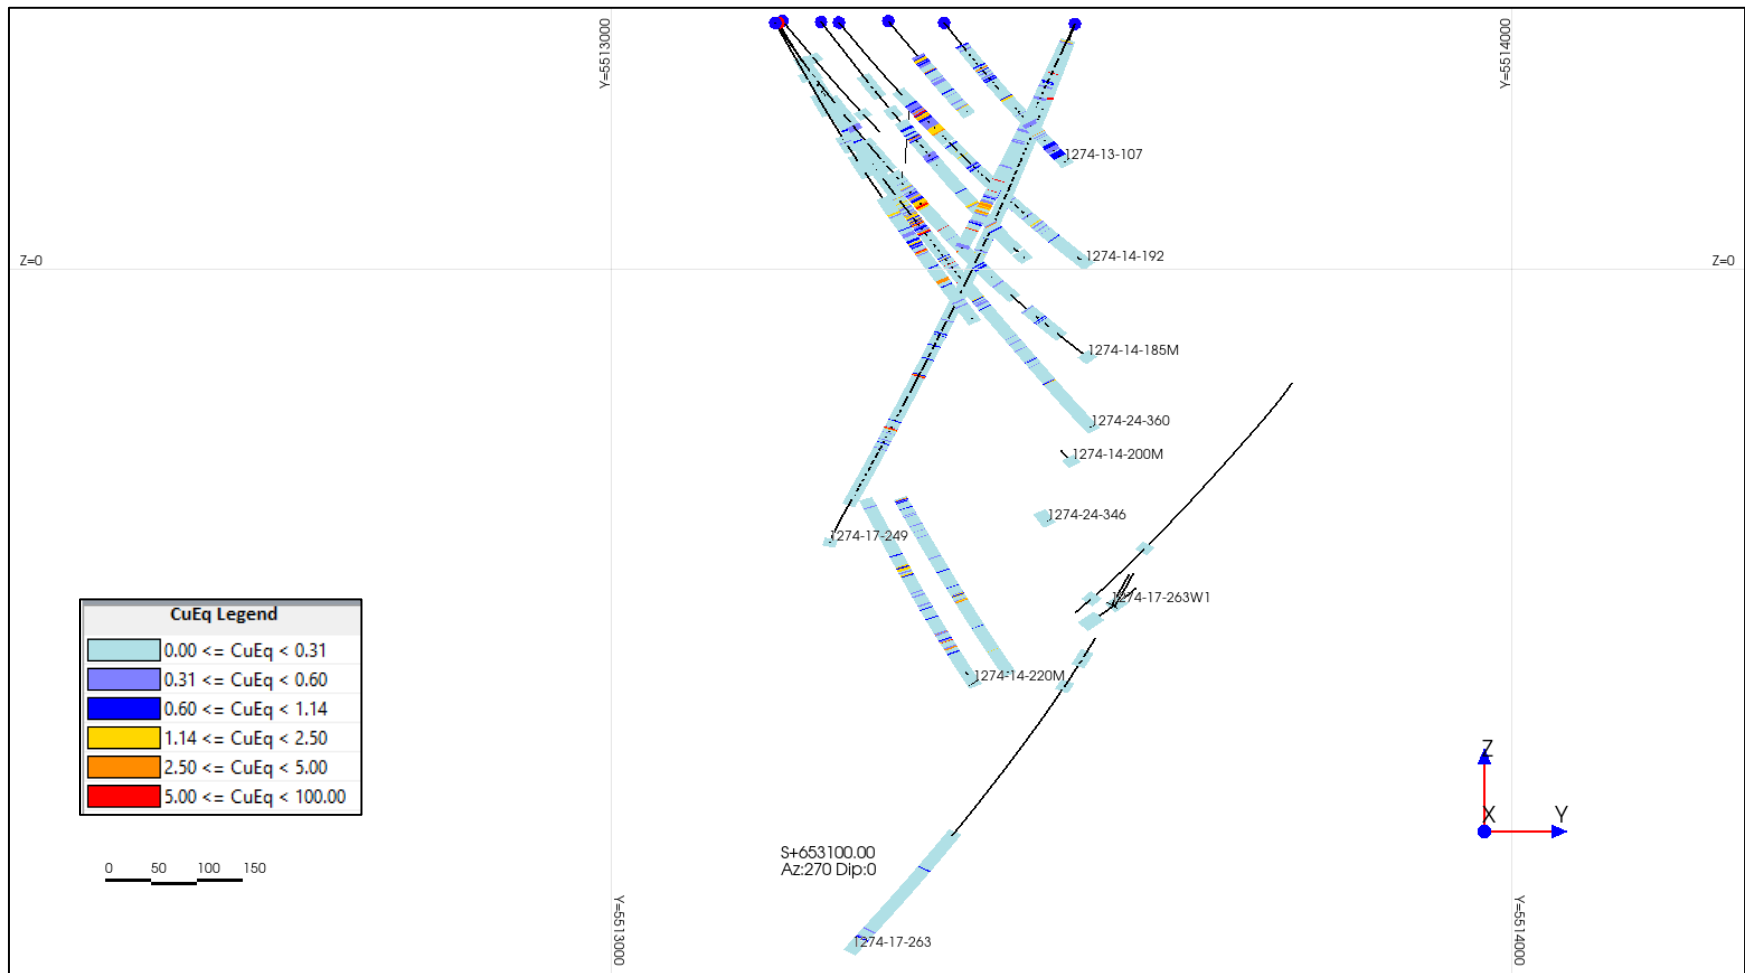 Y=5513000
Y=5514000
1274-13-107
Z=0
Z=0
1274-14-192
1274-14-185M
1274-24-360
1274-14-200M
1274-24-346
1274-17-249
1274-17-263W1
CuEq Legend
0.00 <= CuEq < 0.31
0.31 <= CuEq < 0.60
0.60 <= CuEq < 1.14
1.14 <= CuEq < 2.50
2.50 <= CuEq < 5.00
5.00 <= CuEq < 100.00
1274-14-220M
Z
X
Y
S+653100.00
Az:270 Dip:0
0 50 100 150
Y=5513000
Y=5514000
1274-17-263